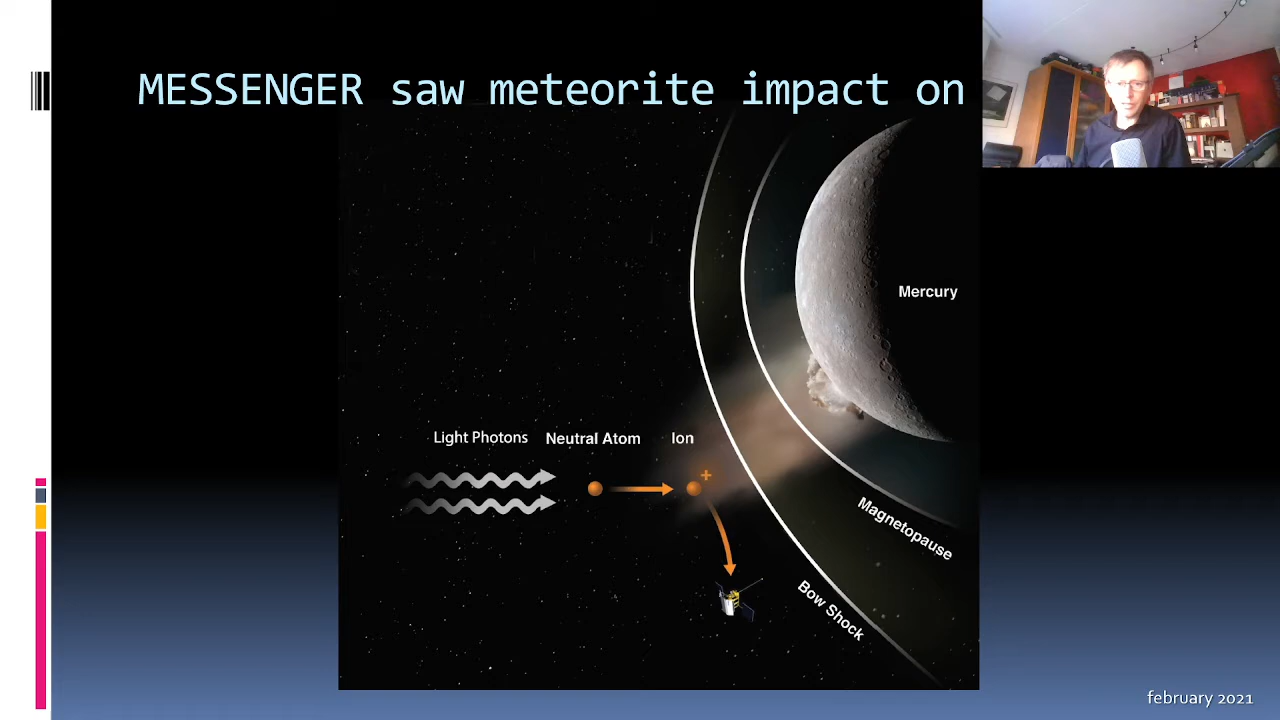 MESSENGER saw meteorite impact on
Mercury
Light Photons
Neutral Atom
Ion
+
Magnetopause
Bow Shock
february 2021